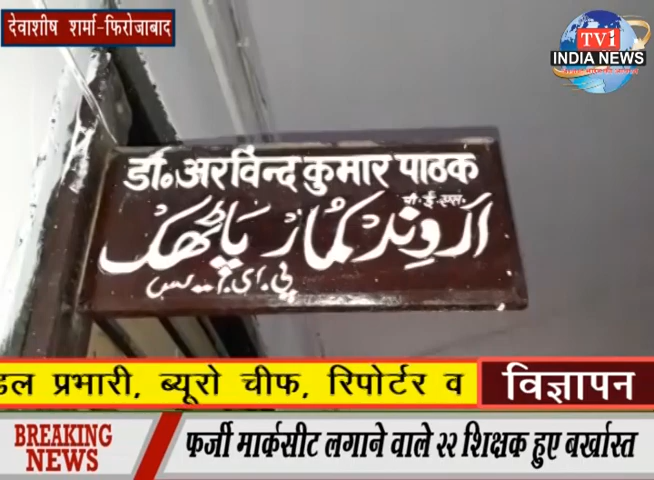 देवाशीष शर्मा-फिरोजाबाद
TV1
INDIA NEWS
डॉ॰अरविन्द कुमार पाठक
पी॰ई॰एस॰
اروِند کمار پاٹھک
پی.ای.ایس
डल प्रभारी, ब्यूरो चीफ, रिपोर्टर व
विज्ञापन
BREAKING
NEWS
फर्जी मार्कसीट लगाने वाले २२ शिक्षक हुए बर्खास्त